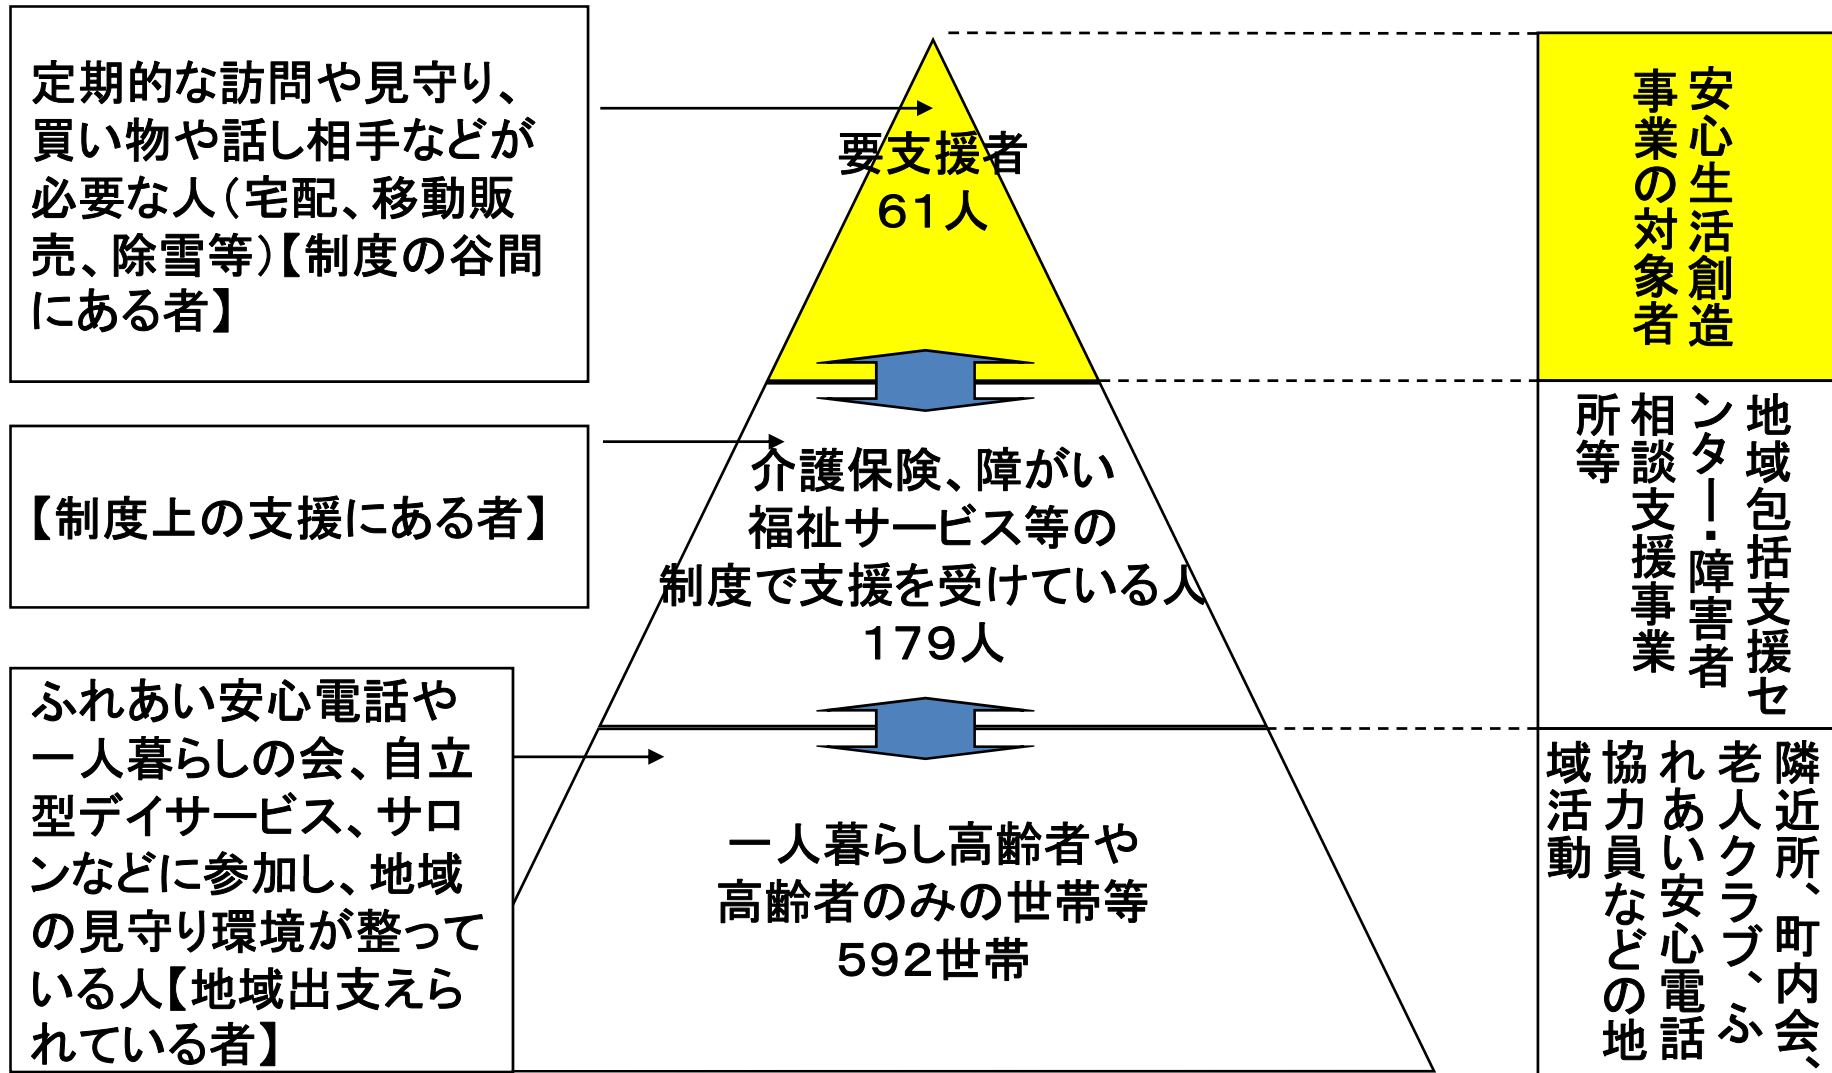 定期的な訪問や見守り、
買い物や話し相手などが
必要な人(宅配、移動販
売、除雪等)【制度の谷間
にある者】
要支援者
61人
安心生活創造
事業の対象者
【制度上の支援にある者】
介護保険、障がい
福祉サービス等の
制度で支援を受けている人
179人
地域包括支援セ
ンター・障害者
相談支援事業
所等
ふれあい安心電話や
一人暮らしの会、自立
型デイサービス、サロ
ンなどに参加し、地域
の見守り環境が整って
いる人【地域出支えら
れている者】
一人暮らし高齢者や
高齢者のみの世帯等
592世帯
隣近所、町内会、
老人クラブ、ふ
れあい安心電話
協力員などの地
域活動